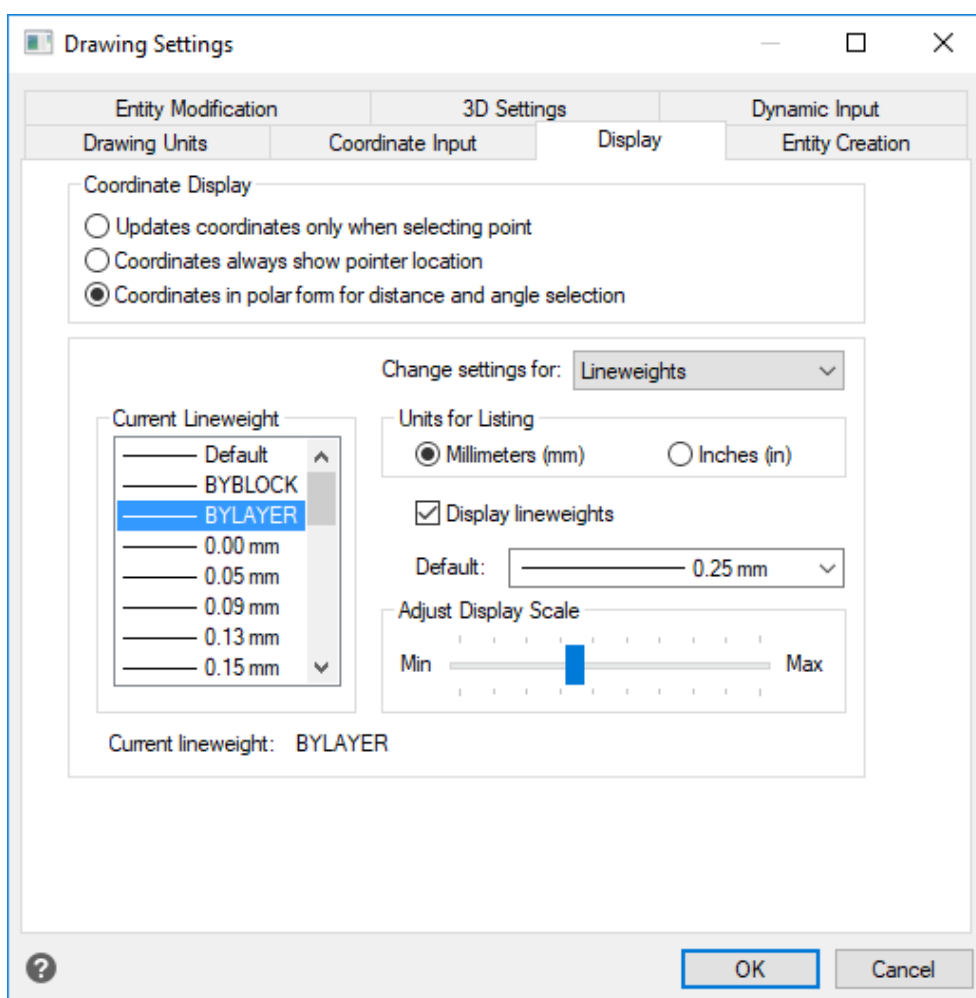 Drawing Settings
Entity Modification 3D Settings Dynamic Input
Drawing Units Coordinate Input Display Entity Creation
Coordinate Display
Updates coordinates only when selecting point
Coordinates always show pointer location
Coordinates in polar form for distance and angle selection
Change settings for: Lineweights
Current Lineweight
Default
BYBLOCK
BYLAYER
0.00 mm
0.05 mm
0.09 mm
0.13 mm
0.15 mm
Units for Listing
Millimeters (mm) Inches (in)
Display lineweights
Default: 0.25 mm
Adjust Display Scale
Min Max
Current lineweight: BYLAYER
? OK Cancel